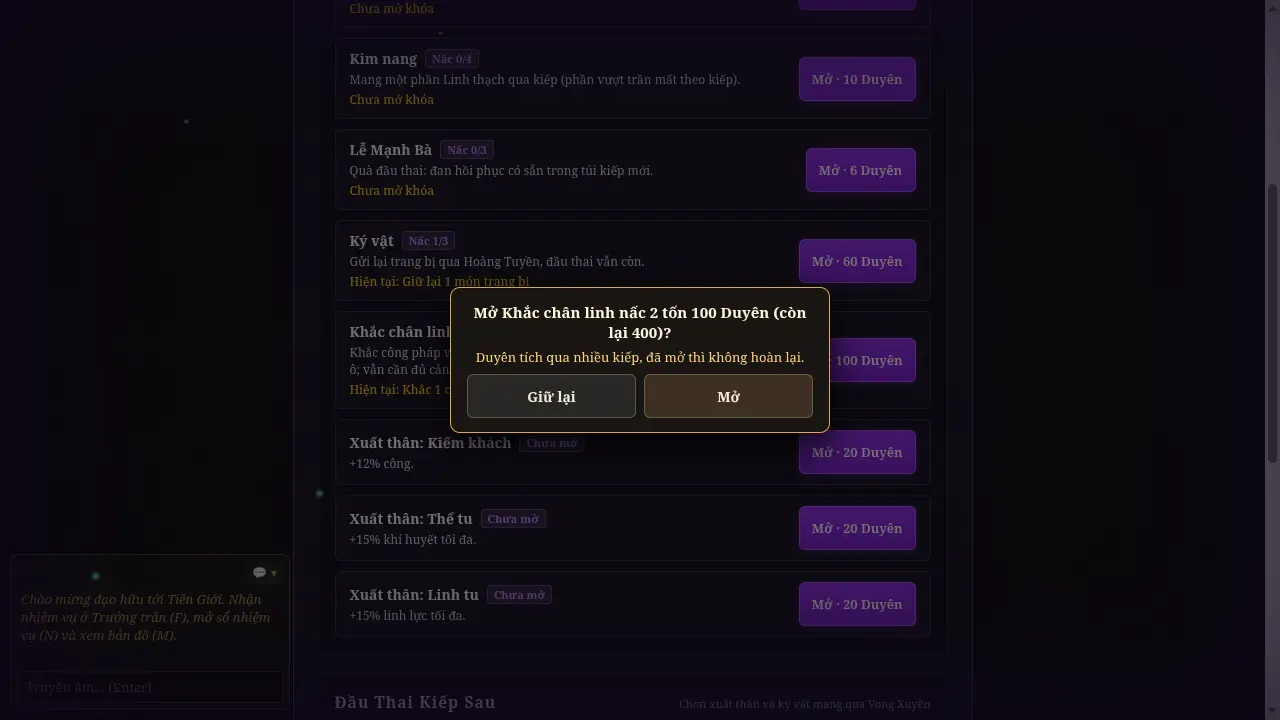 Chưa mở khóa
Kim nang Nấc 0/4
Mang một phần Linh thạch qua kiếp (phần vượt trần mất theo kiếp).
Chưa mở khóa
Mở · 10 Duyên
Lễ Mạnh Bà Nấc 0/3
Quà đầu thai: đan hồi phục có sẵn trong túi kiếp mới.
Chưa mở khóa
Mở · 6 Duyên
Ký vật Nấc 1/3
Gửi lại trang bị qua Hoàng Tuyền, đầu thai vẫn còn.
Hiện tại: Giữ lại 1 món trang bị
Mở · 60 Duyên
Mở Khắc chân linh nấc 2 tốn 100 Duyên (còn
lại 400)?
Duyên tích qua nhiều kiếp, đã mở thì không hoàn lại.
Giữ lại
Mở
Khắc chân linh
Khắc công pháp
ô; vẫn cần đủ
Hiện tại: Khắc 1
· 100 Duyên
Xuất thân: Kiếm khách Chưa mở
+12% công.
Mở · 20 Duyên
Xuất thân: Thể tu Chưa mở
+15% khí huyết tối đa.
Mở · 20 Duyên
Xuất thân: Linh tu Chưa mở
+15% linh lực tối đa.
Mở · 20 Duyên
💬 ▾
Chào mừng đạo hữu tới Tiên Giới. Nhận
nhiệm vụ ở Trưởng trấn (F), mở sổ nhiệm
vụ (N) và xem bản đồ (M).
Truyền âm... (Enter)
Đầu Thai Kiếp Sau
Chọn xuất thân và ký vật mang qua Vong Xuyên